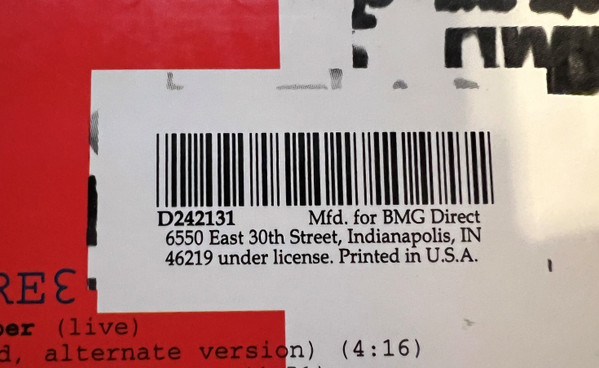 D242131 Mfd. for BMG Direct
6550 East 30th Street, Indianapolis, IN
46219 under license. Printed in U.S.A.
(live)
alternate version) (4:16)